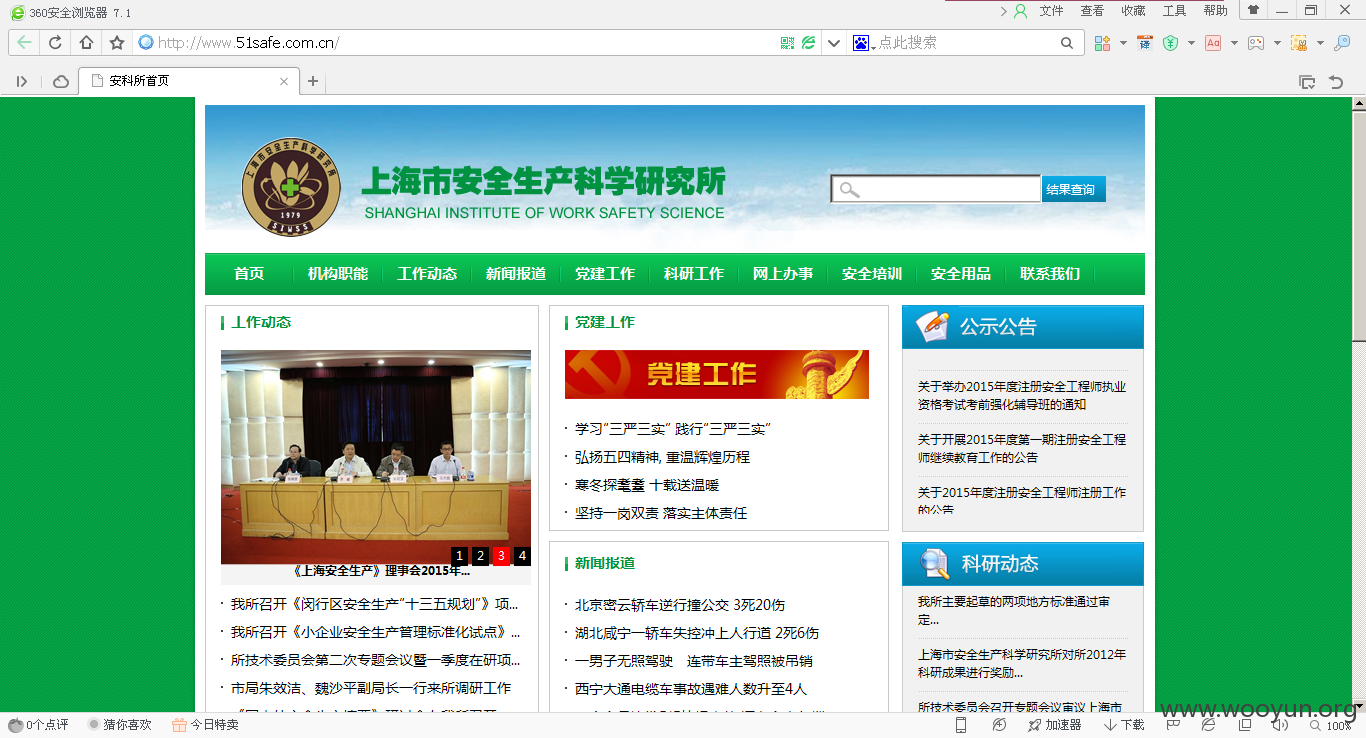 360安全浏览器 7.1
文件 查看 收藏 工具 帮助
http://www.51safe.com.cn/
点此搜索
安科所首页
上海市安全生产科学研究所
1979
SIWSS
上海市安全生产科学研究所
SHANGHAI INSTITUTE OF WORK SAFETY SCIENCE
结果查询
首页 机构职能 工作动态 新闻报道 党建工作 科研工作 网上办事 安全培训 安全用品 联系我们
工作动态
1 2 3 4
《上海安全生产》理事会2015年...
我所召开《闵行区安全生产“十三五规划”》项...
我所召开《小企业安全生产管理标准化试点》...
所技术委员会第二次专题会议暨一季度在研项...
市局朱效洁、魏沙平副局长一行来所调研工作
党建工作
党建工作
学习“三严三实” 践行“三严三实”
弘扬五四精神, 重温辉煌历程
寒冬探耄耋 十载送温暖
坚持一岗双责 落实主体责任
新闻报道
北京密云轿车逆行撞公交 3死20伤
湖北咸宁一轿车失控冲上人行道 2死6伤
一男子无照驾驶 连带车主驾照被吊销
西宁大通电缆车事故遇难人数升至4人
公示公告
关于举办2015年度注册安全工程师执业
资格考试考前强化辅导班的通知
关于开展2015年度第一期注册安全工程
师继续教育工作的公告
关于2015年度注册安全工程师注册工作
的公告
科研动态
我所主要起草的两项地方标准通过审
定...
上海市安全生产科学研究所对所2012年
科研成果进行奖励...
所技术委员会召开专题会议审议上海市
www.wooyun.org
0个点评 猜你喜欢 今日特卖
加速器 下载 100%